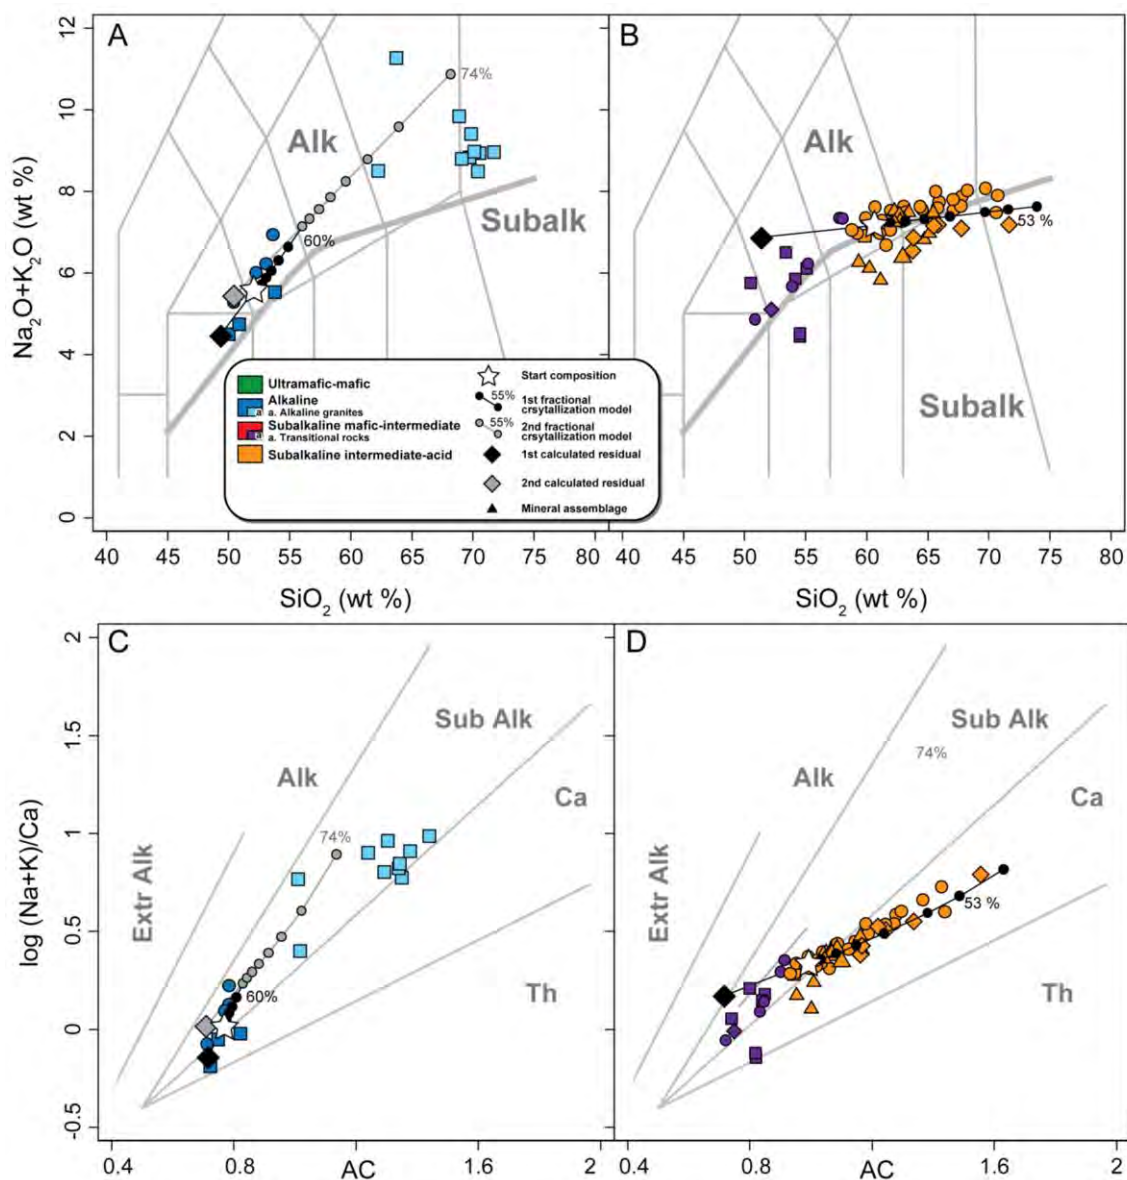 A
B
12
10
8
6
4
2
0
Na2O+K2O (wt %)
Alk
Subalk
74%
60%
Alk
Subalk
53 %
Ultramafic-mafic
Alkaline
a a. Alkaline granites
Subalkaline mafic-intermediate
a a. Transitional rocks
Subalkaline intermediate-acid
Start composition
55% 1st fractional
crsytallization model
55% 2nd fractional
crsytallization model
1st calculated residual
2nd calculated residual
Mineral assemblage
40 45 50 55 60 65 70 75 80
40 45 50 55 60 65 70 75 80
SiO2 (wt %)
SiO2 (wt %)
C
D
2
1.5
1
0.5
0
-0.5
log (Na+K)/Ca
Extr Alk
Alk
Sub Alk
Ca
Th
74%
60%
Extr Alk
Alk
Sub Alk
74%
Ca
Th
53 %
0.4 0.8 AC 1.6 2
0.4 0.8 AC 1.6 2